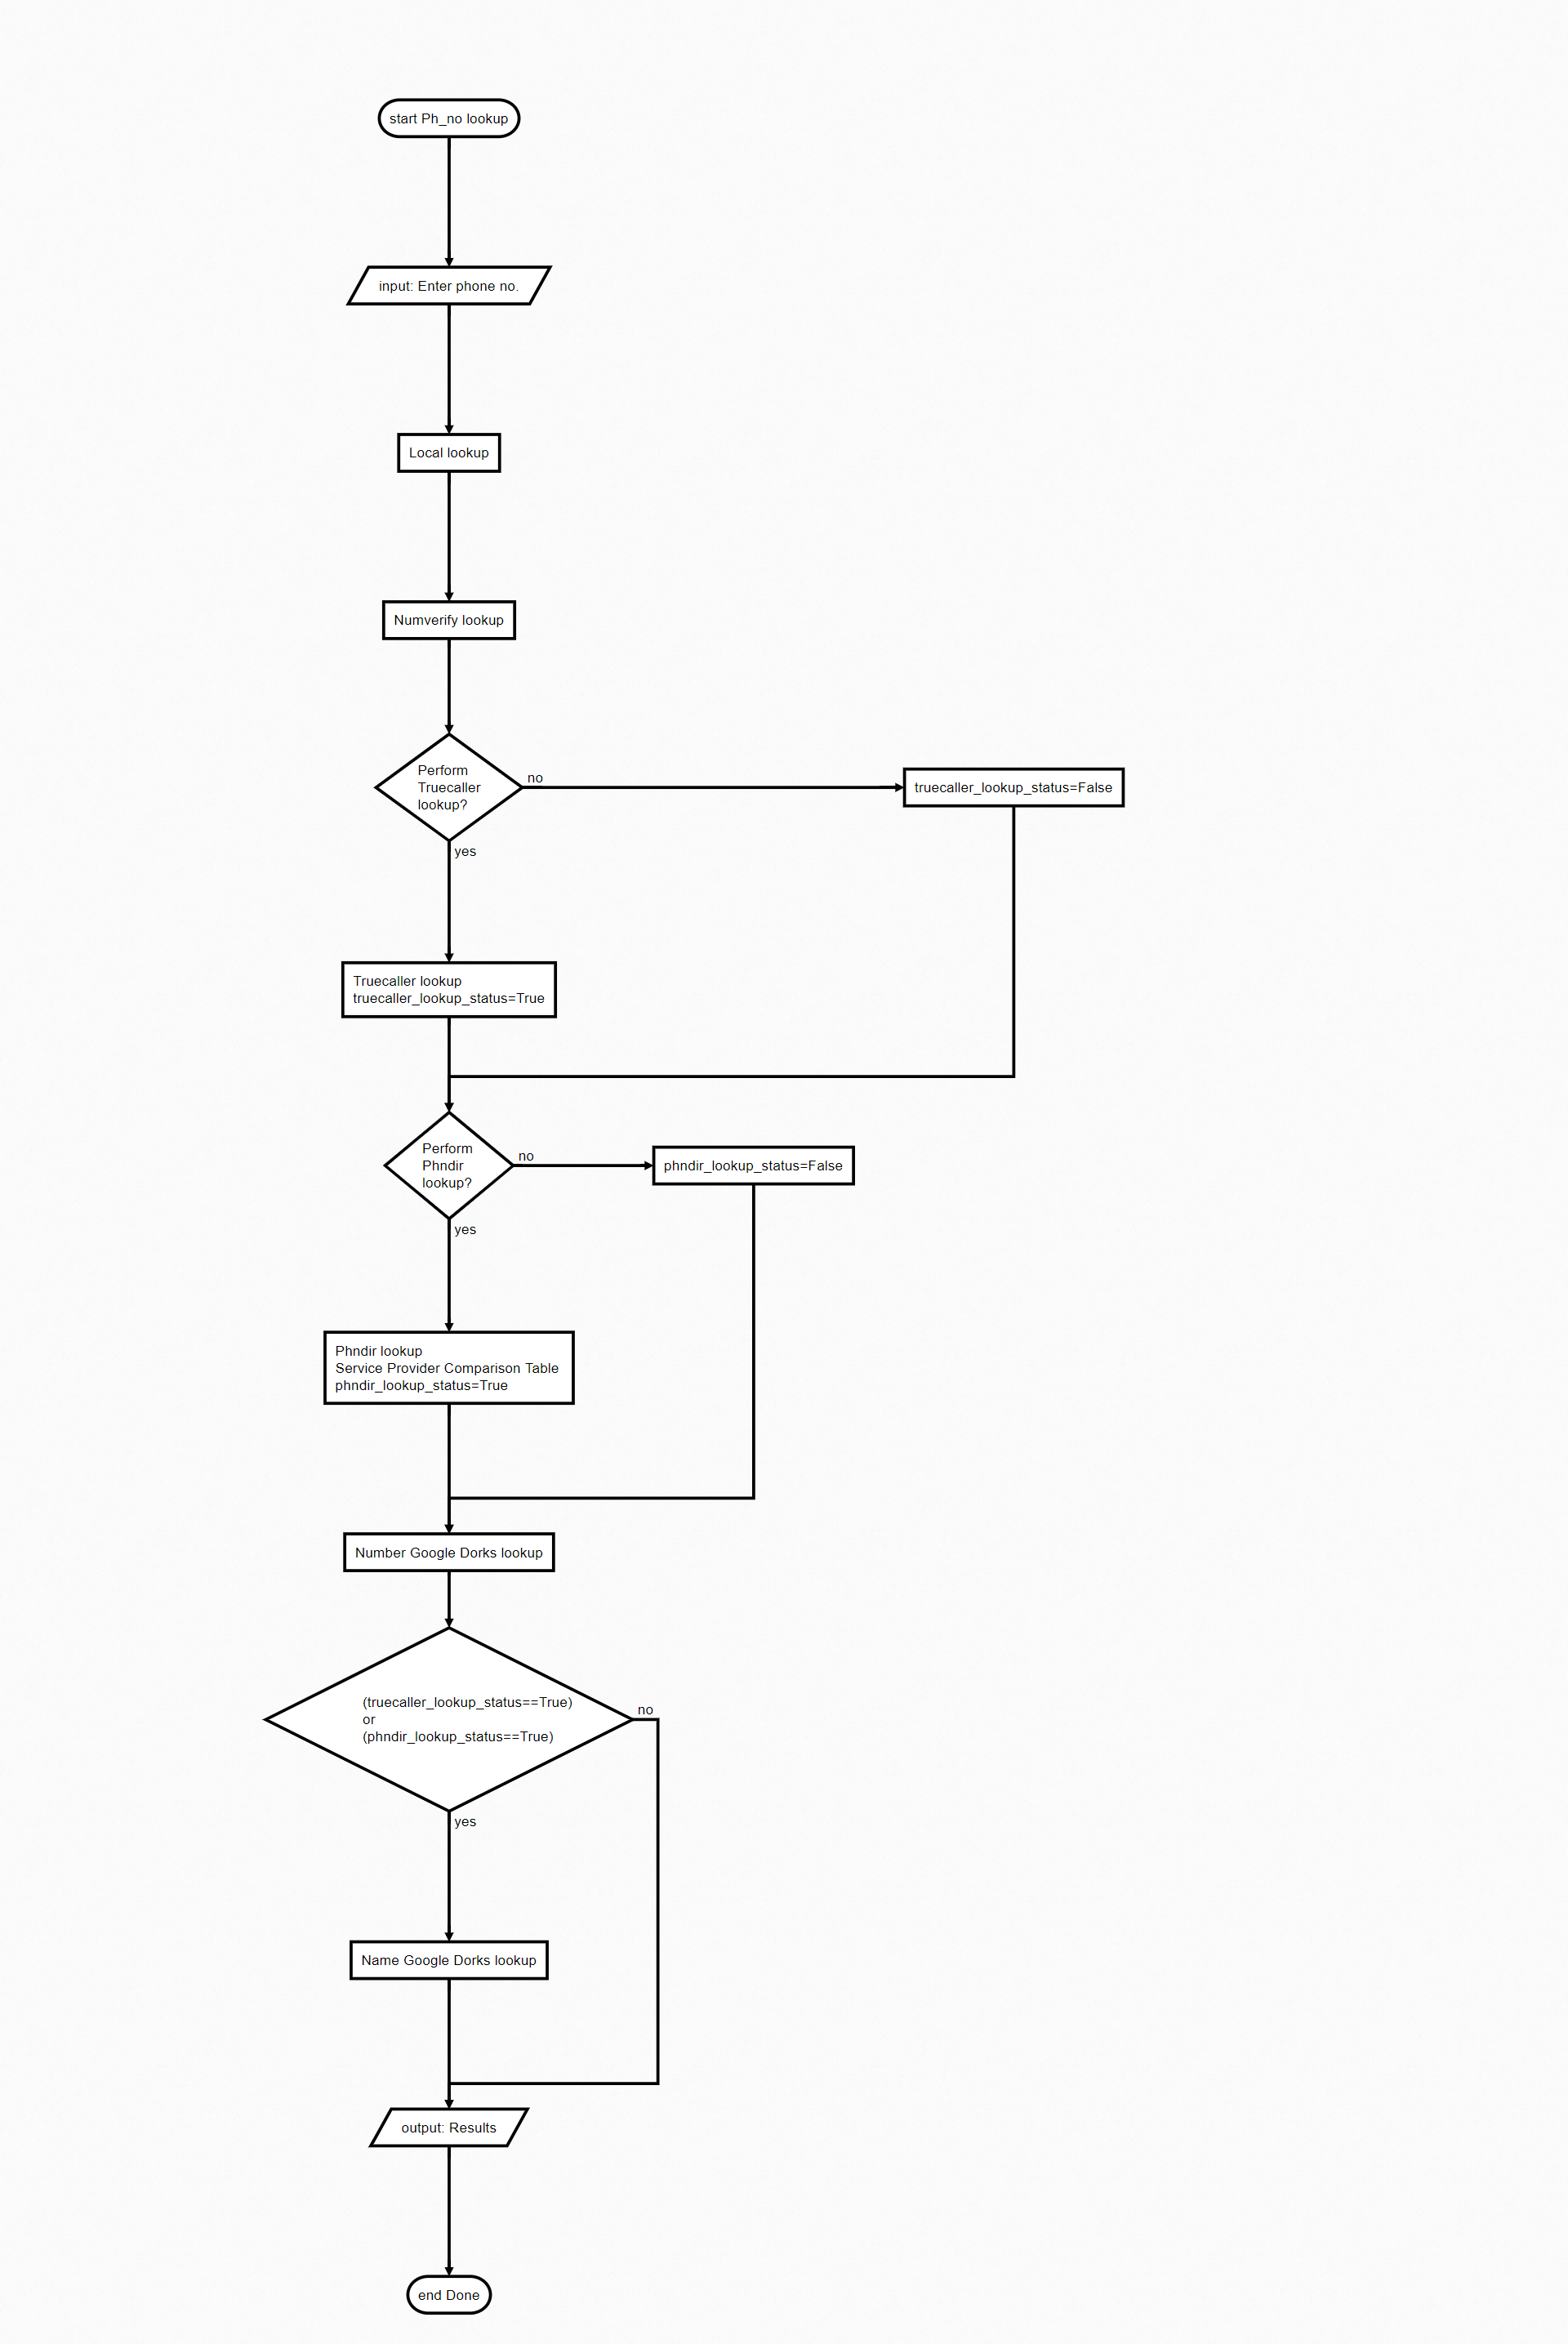 start Ph_no lookup
input: Enter phone no.
Local lookup
Numverify lookup
Perform
Truecaller
lookup?
no
truecaller_lookup_status=False
yes
Truecaller lookup
truecaller_lookup_status=True
Perform
Phndir
lookup?
no
phndir_lookup_status=False
yes
Phndir lookup
Service Provider Comparison Table
phndir_lookup_status=True
Number Google Dorks lookup
(truecaller_lookup_status==True)
or
(phndir_lookup_status==True)
no
yes
Name Google Dorks lookup
output: Results
end Done